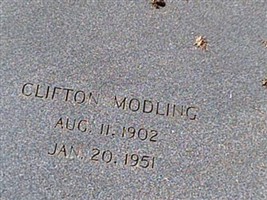 CLIFTON MODLING
AUG. 11, 1902
JAN. 20, 1951